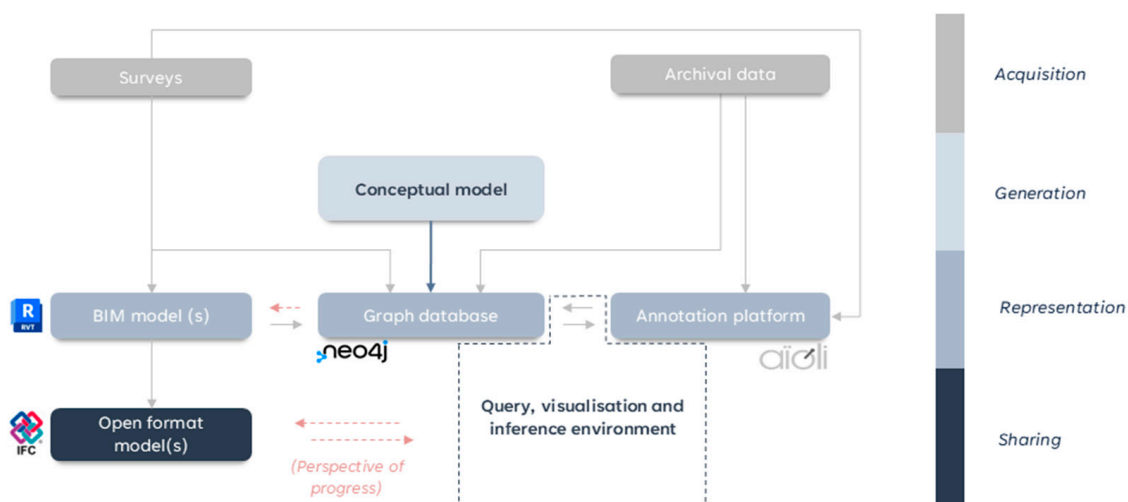 Surveys
Archival data
Acquisition
Conceptual model
Generation
R
RVT
BIM model (s)
Graph database
Annotation platform
Representation
neo4j
aïoli
IFC
Open format
model(s)
Query, visualisation and
inference environment
Sharing
(Perspective of
progress)